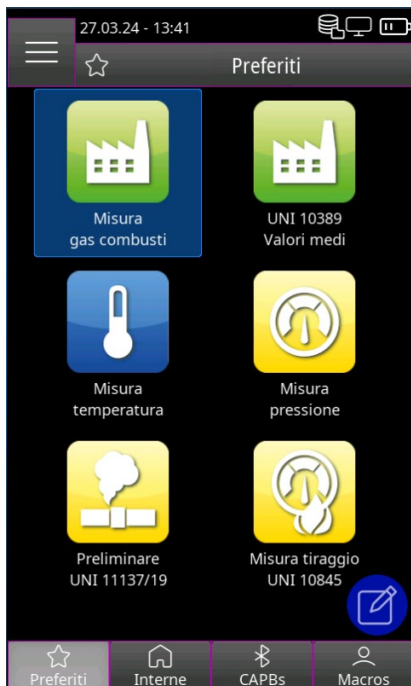 27.03.24 - 13:41
Preferiti
Misura
gas combusti
UNI 10389
Valori medi
Misura
temperatura
Misura
pressione
Preliminare
UNI 11137/19
Misura tiraggio
UNI 10845
Preferiti
Interne
CAPBs
Macros